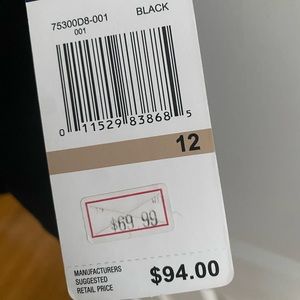 75300D8-001 BLACK
001
0 11529 83868 5
12
$69 99
MANUFACTURERS
SUGGESTED
RETAIL PRICE $94.00